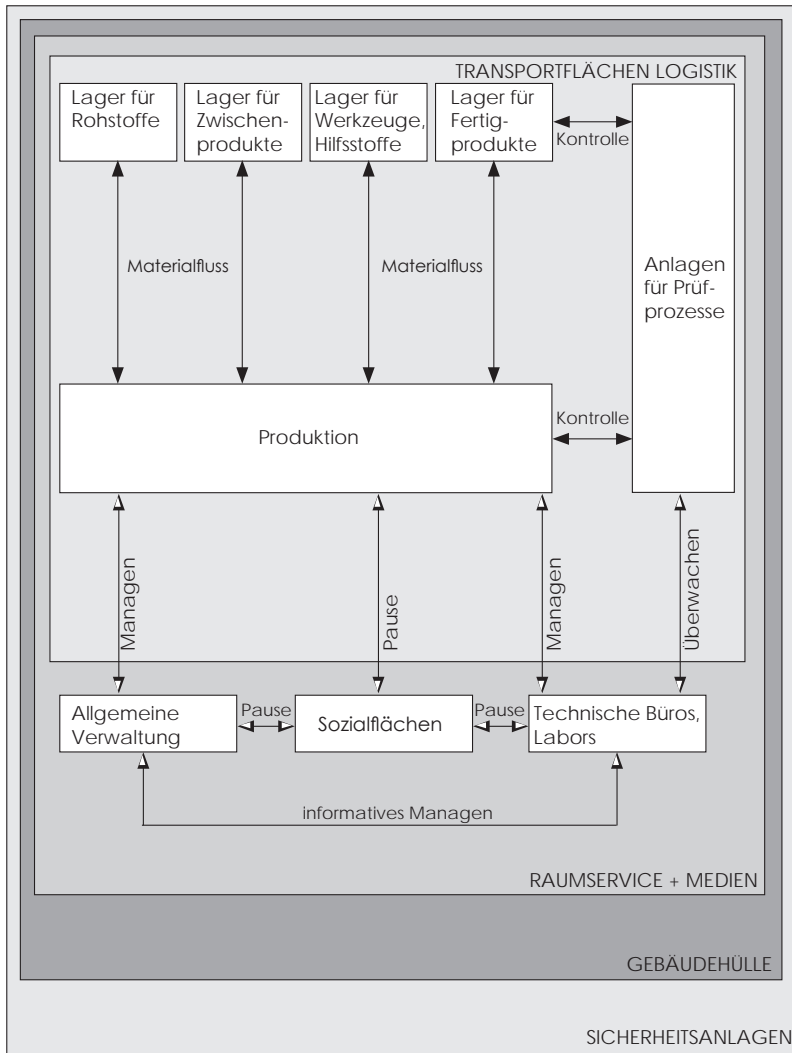 TRANSPORTFLÄCHEN LOGISTIK
Lager für
Rohstoffe
Lager für
Zwischen-
produkte
Lager für
Werkzeuge,
Hilfsstoffe
Lager für
Fertig-
produkte
Kontrolle
Anlagen
für Prüf-
prozesse
Materialfluss
Materialfluss
Produktion
Kontrolle
Managen
Pause
Managen
Überwachen
Allgemeine
Verwaltung
Pause
Sozialflächen
Pause
Technische Büros,
Labors
informatives Managen
RAUMSERVICE + MEDIEN
GEBÄUDEHÜLLE
SICHERHEITSANLAGEN